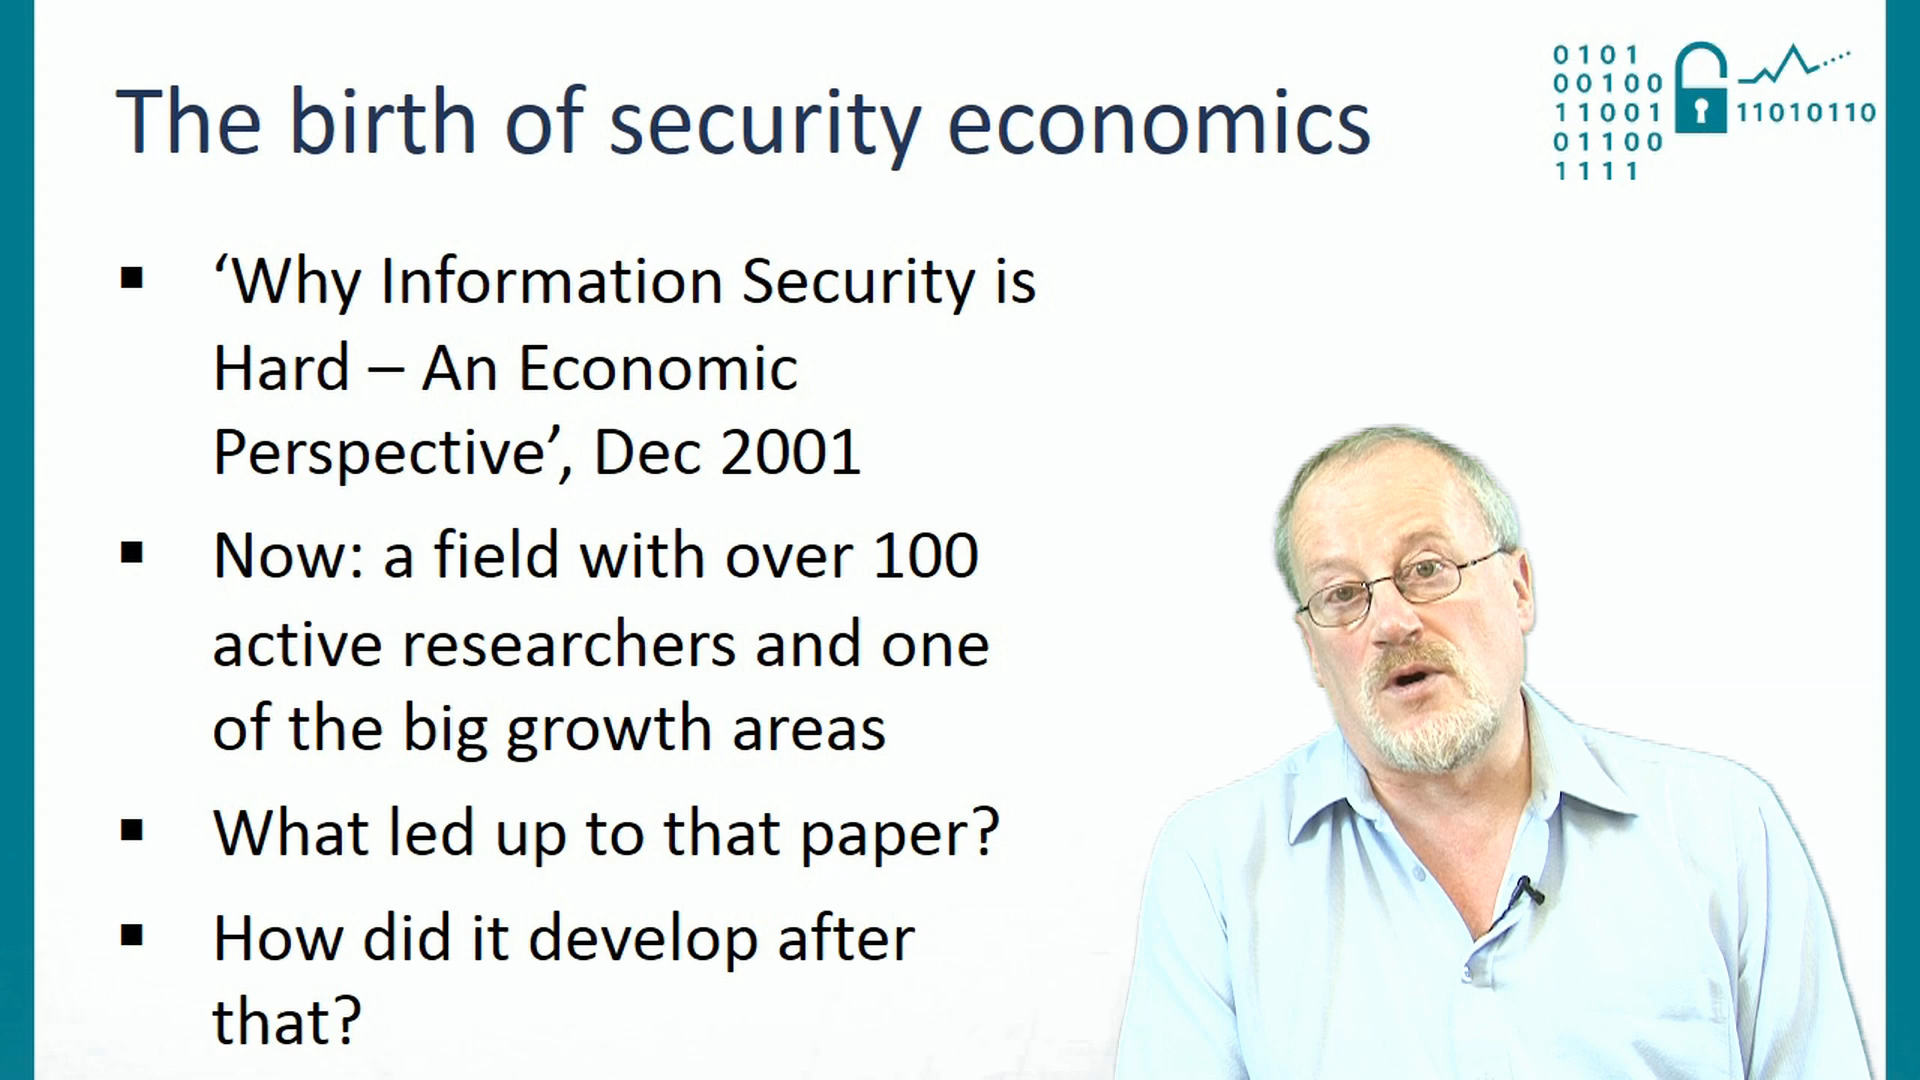 The birth of security economics
0101
00100
11001
01100
1111
11010110
▪ ‘Why Information Security is
Hard – An Economic
Perspective’, Dec 2001
▪ Now: a field with over 100
active researchers and one
of the big growth areas
▪ What led up to that paper?
▪ How did it develop after
that?